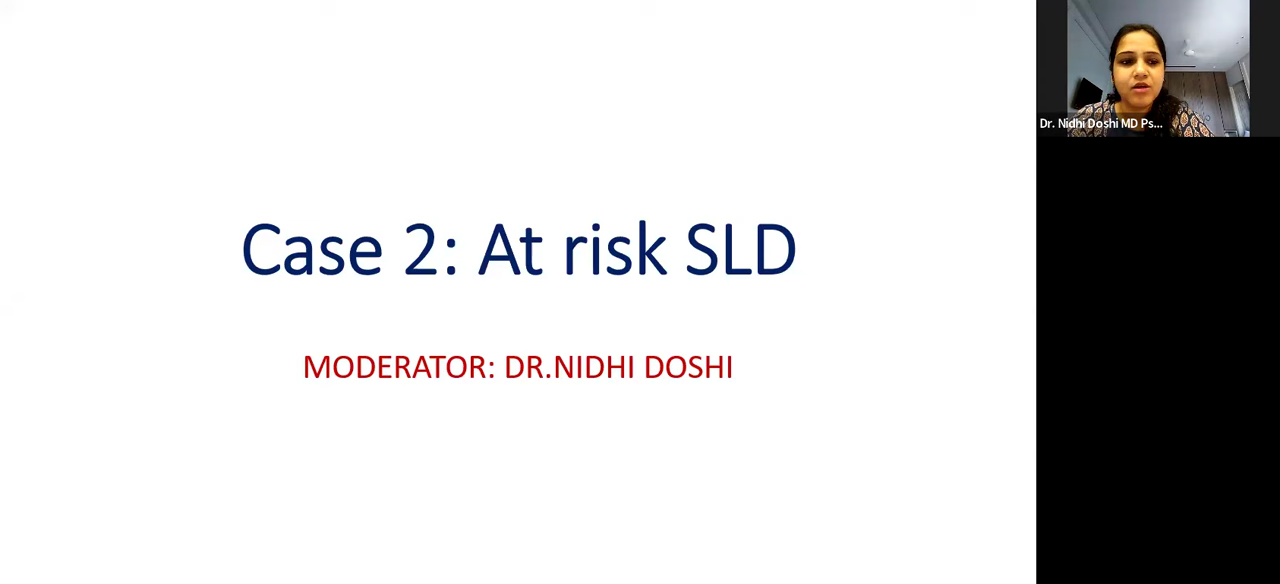 Case 2: At risk SLD
MODERATOR: DR.NIDHI DOSHI
Dr. Nidhi Doshi MD Ps...